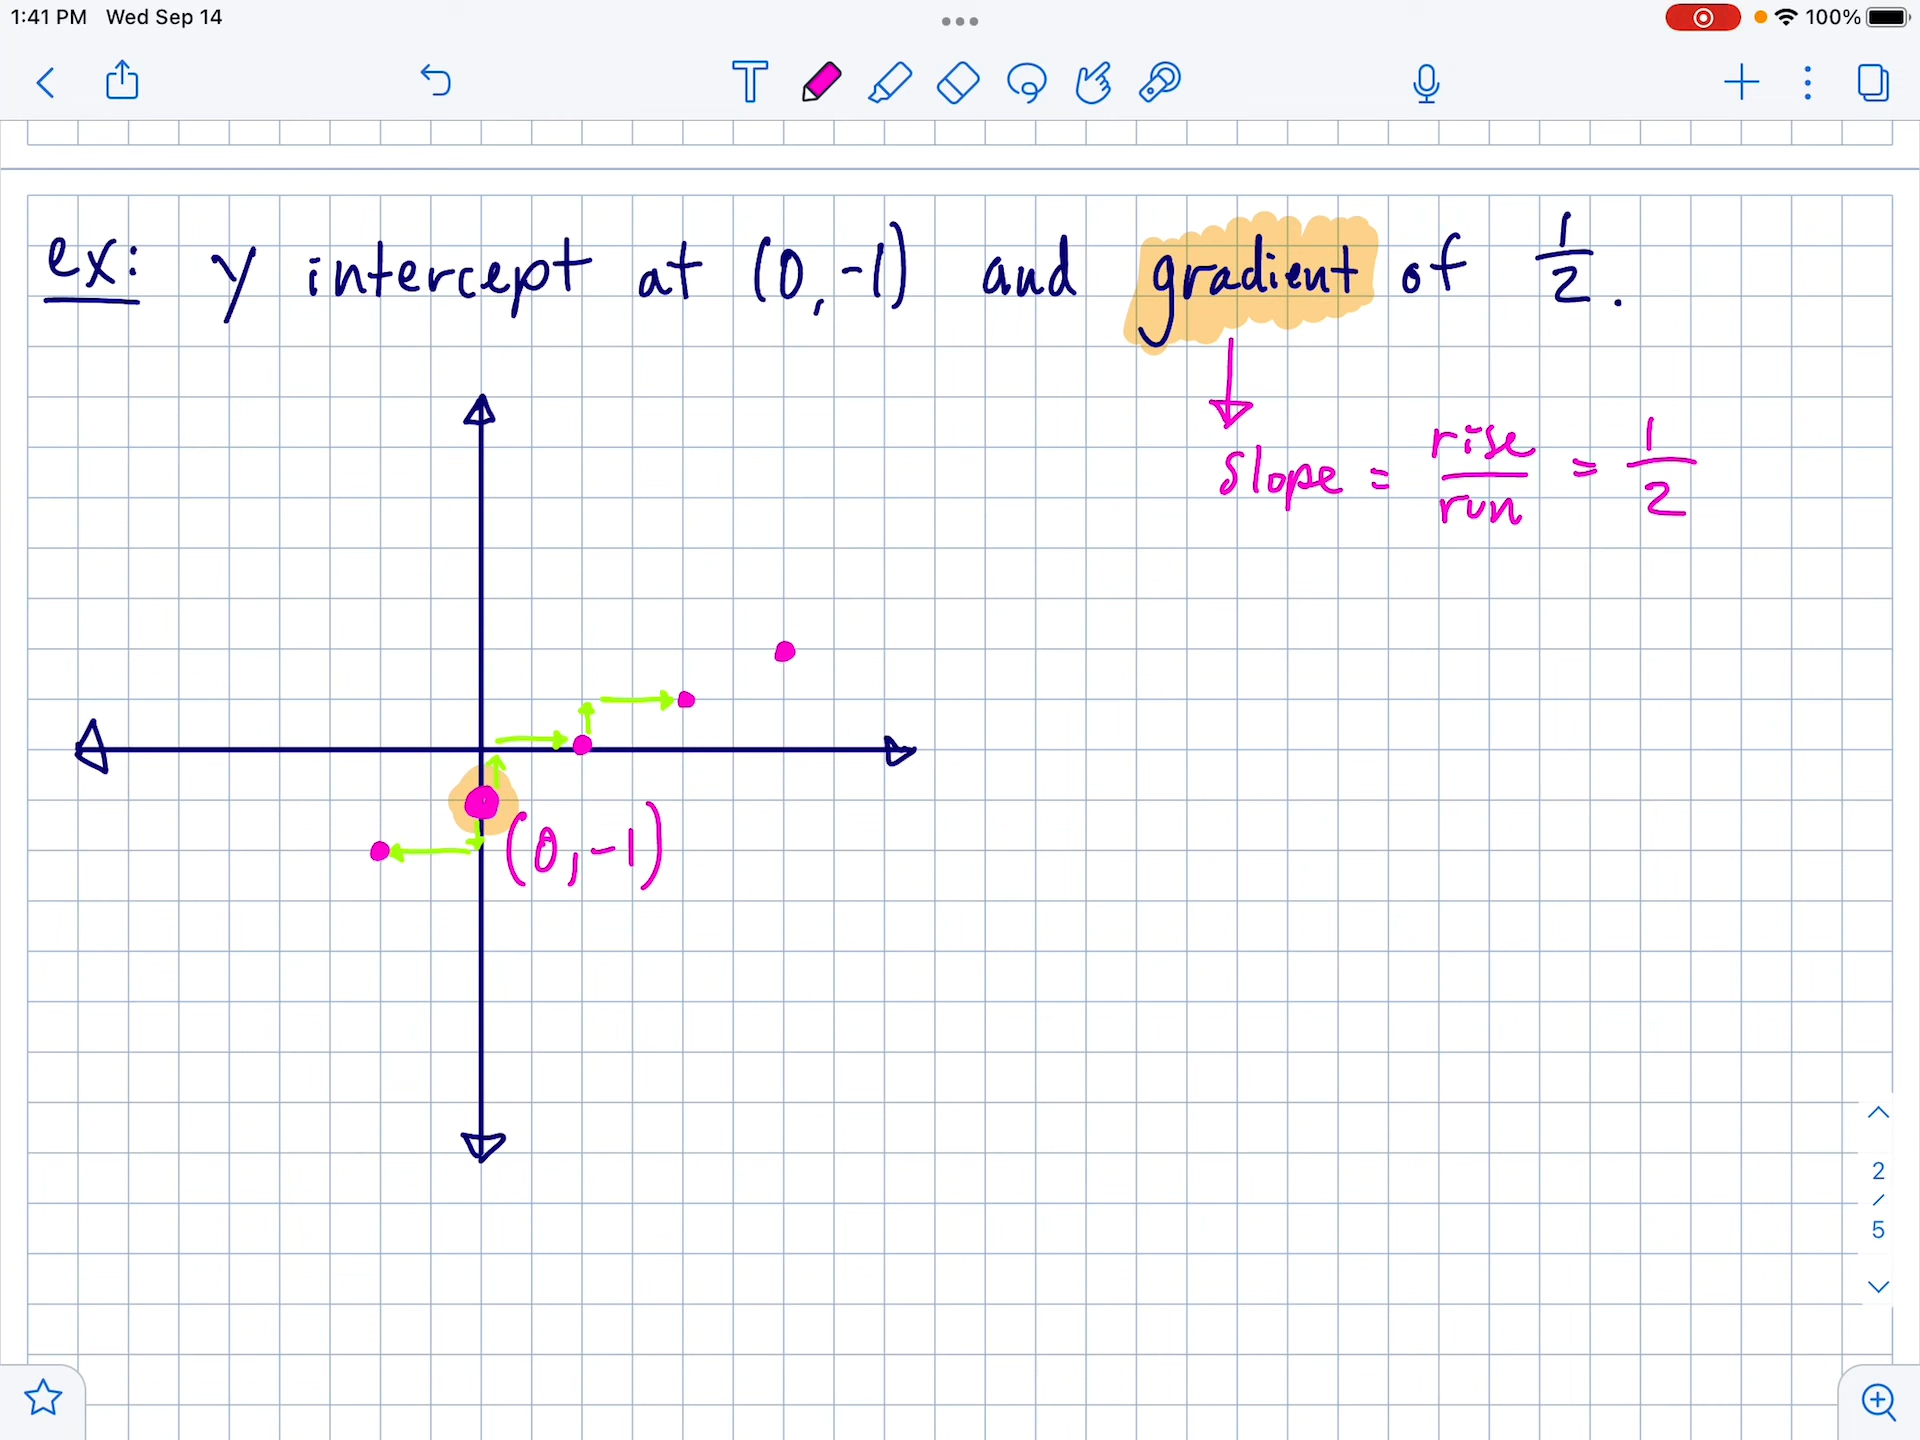 1:41 PM Wed Sep 14
100%
ex: y intercept at (0, -1) and gradient of 1/2.
slope = rise/run = 1/2
(0, -1)
2
/
5